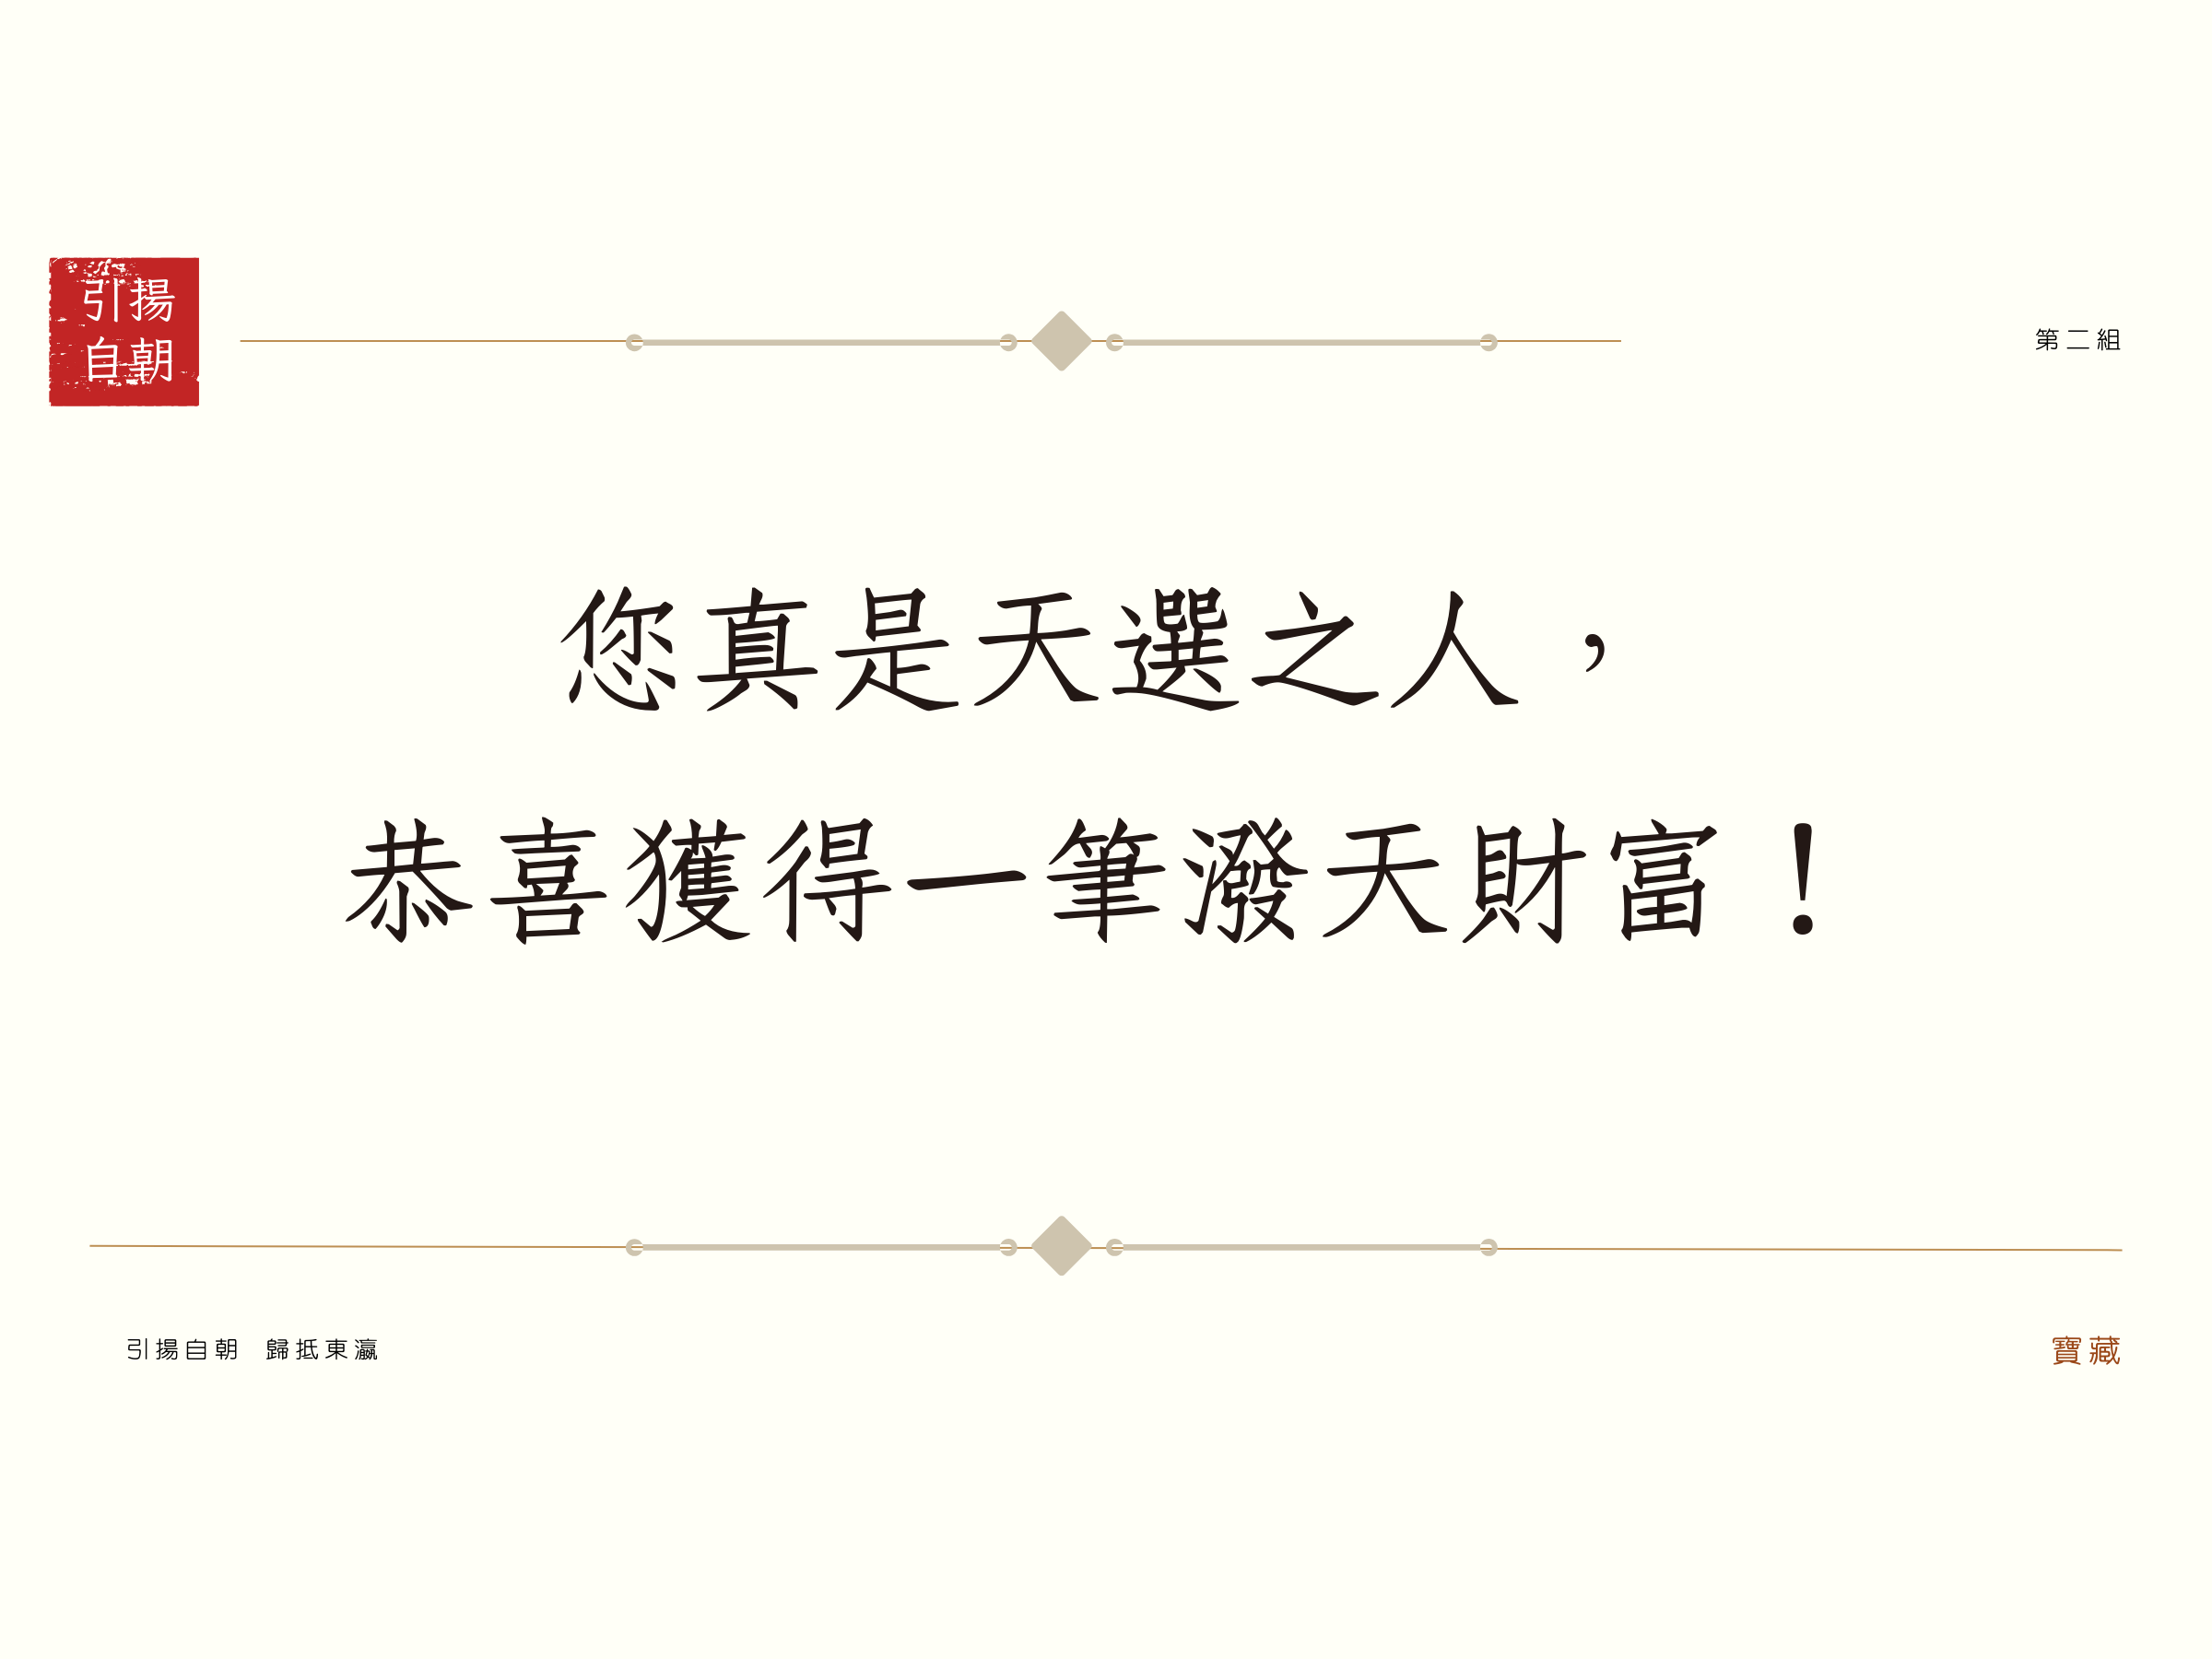 引揚
自朝
第二組
您真是天選之人，
恭喜獲得一筆潑天財富！
引揚自朝 歸抵東瀛
寶藏